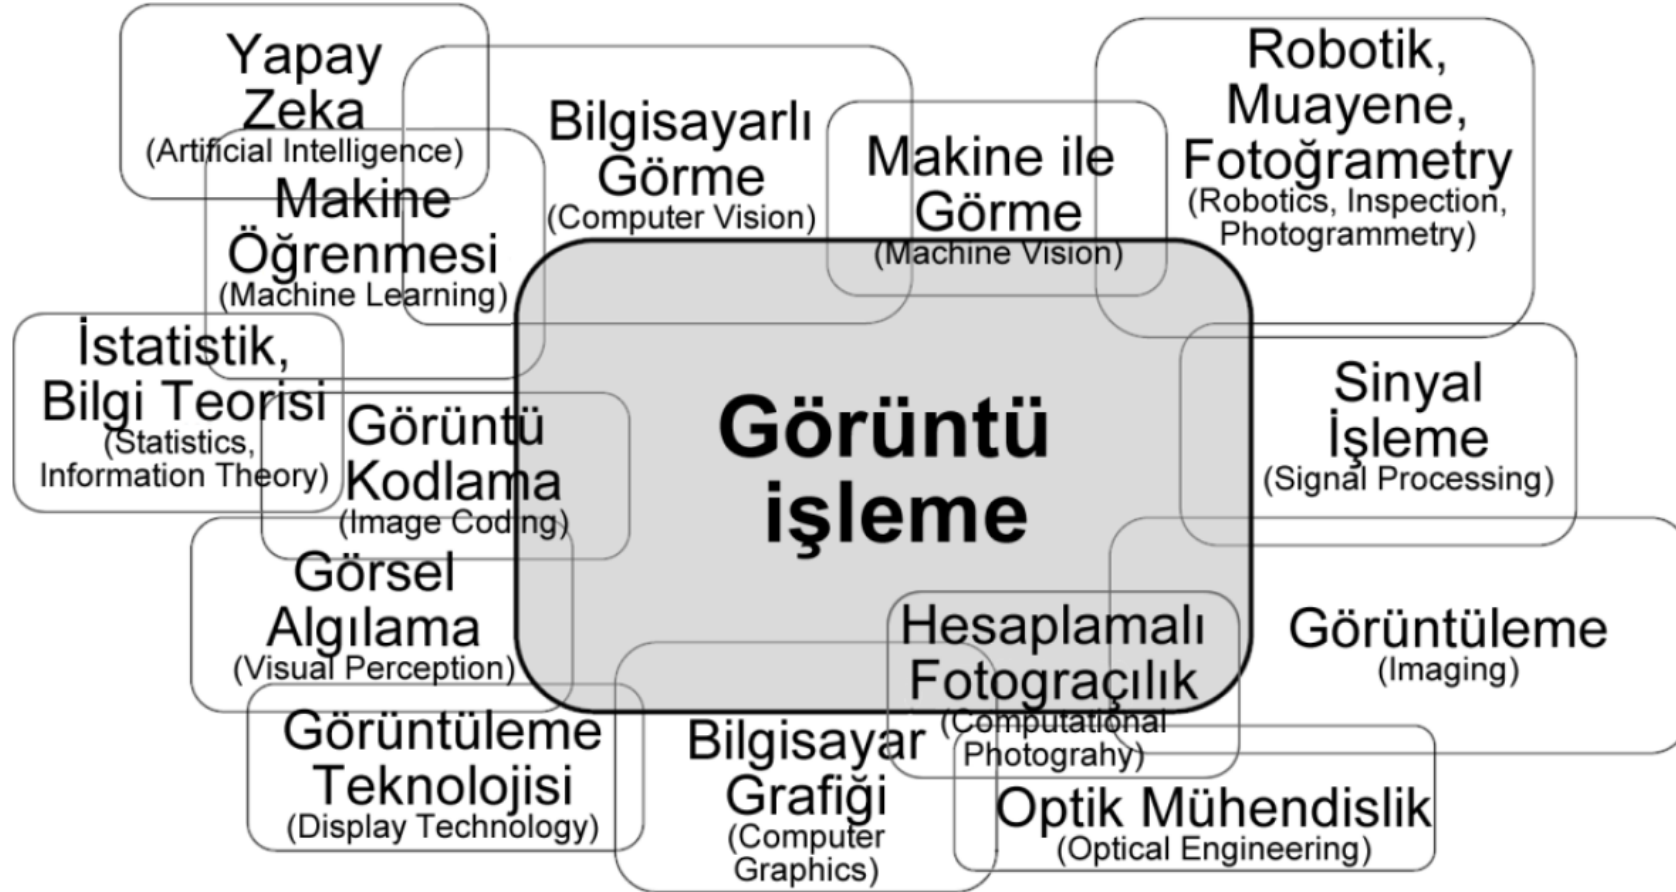 Yapay
Zeka
(Artificial Intelligence)
Bilgisayarlı
Görme
(Computer Vision)
Makine ile
Görme
(Machine Vision)
Robotik,
Muayene,
Fotoğrametry
(Robotics, Inspection,
Photogrammetry)
Makine
Öğrenmesi
(Machine Learning)
İstatistik,
Bilgi Teorisi
(Statistics,
Information Theory)
Görüntü
Kodlama
(Image Coding)
Görüntü
işleme
Sinyal
İşleme
(Signal Processing)
Görsel
Algılama
(Visual Perception)
Hesaplamalı
Fotograçılık
(Computational
Photograhy)
Görüntüleme
(Imaging)
Görüntüleme
Teknolojisi
(Display Technology)
Bilgisayar
Grafiği
(Computer
Graphics)
Optik Mühendislik
(Optical Engineering)